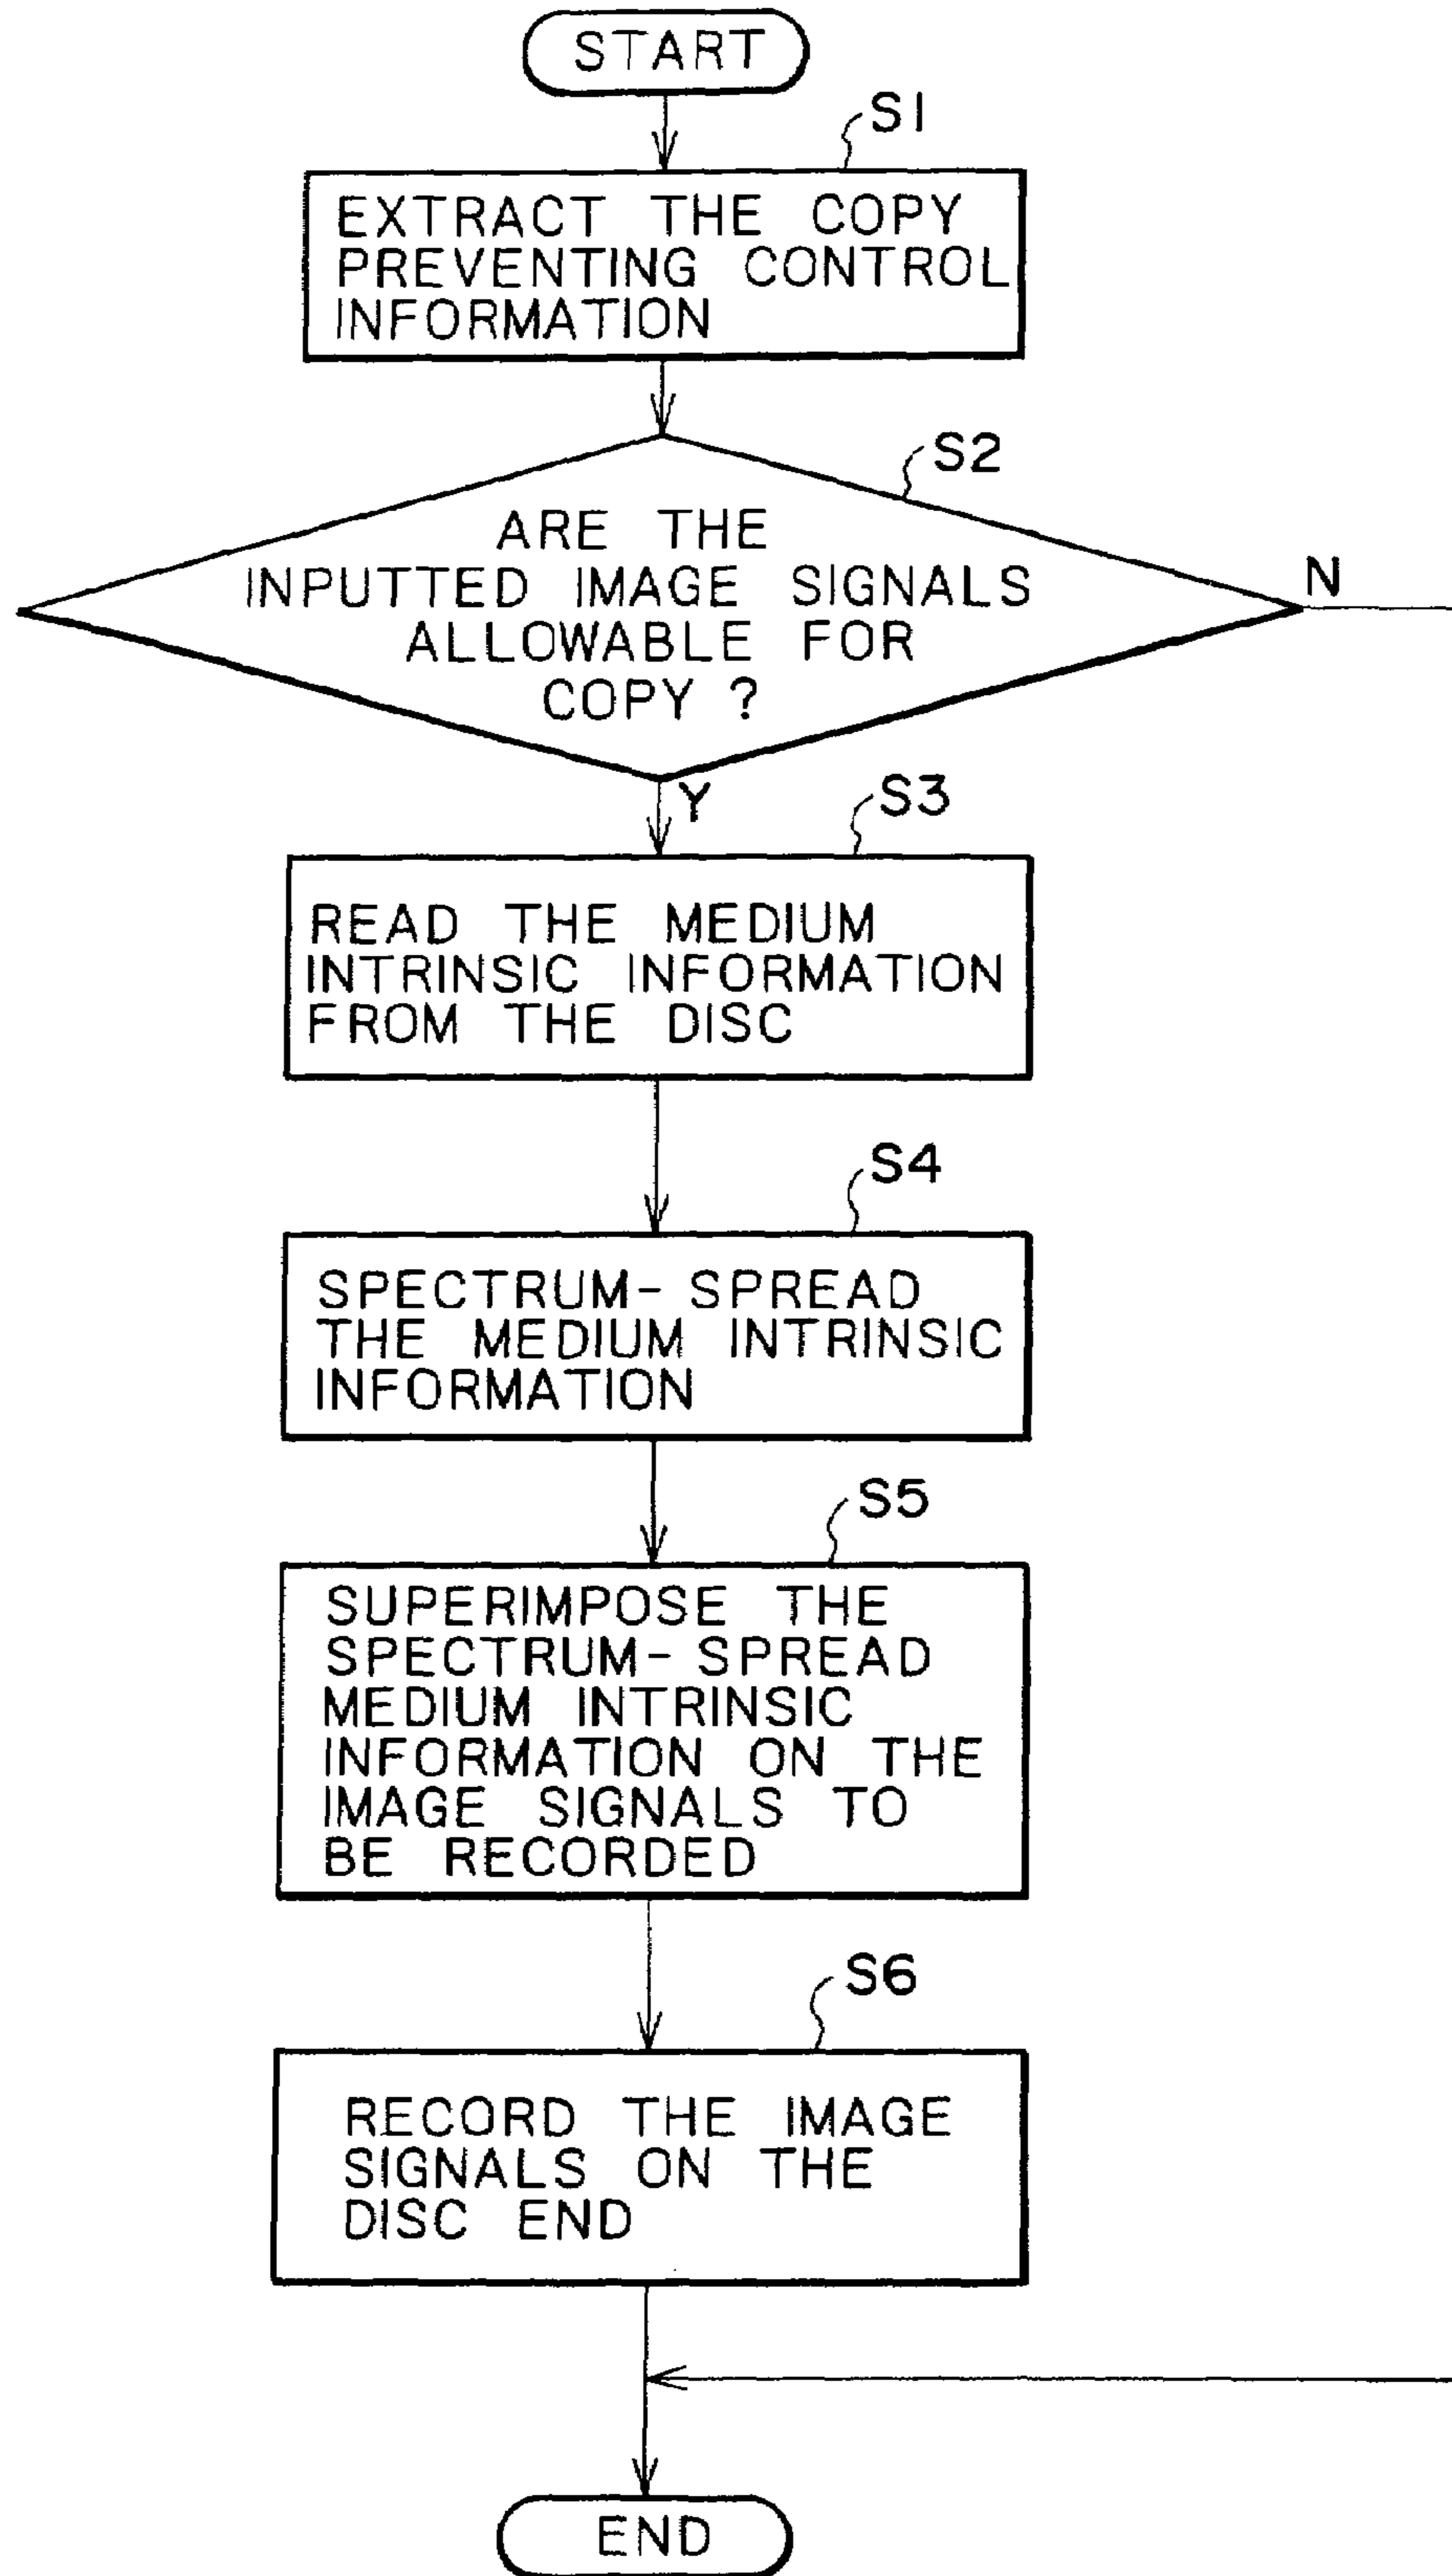 START
S1
EXTRACT THE COPY
PREVENTING CONTROL
INFORMATION
S2
ARE THE
INPUTTED IMAGE SIGNALS
ALLOWABLE FOR
COPY ?
N
Y
S3
READ THE MEDIUM
INTRINSIC INFORMATION
FROM THE DISC
S4
SPECTRUM- SPREAD
THE MEDIUM INTRINSIC
INFORMATION
S5
SUPERIMPOSE THE
SPECTRUM- SPREAD
MEDIUM INTRINSIC
INFORMATION ON THE
IMAGE SIGNALS TO
BE RECORDED
S6
RECORD THE IMAGE
SIGNALS ON THE
DISC END
END